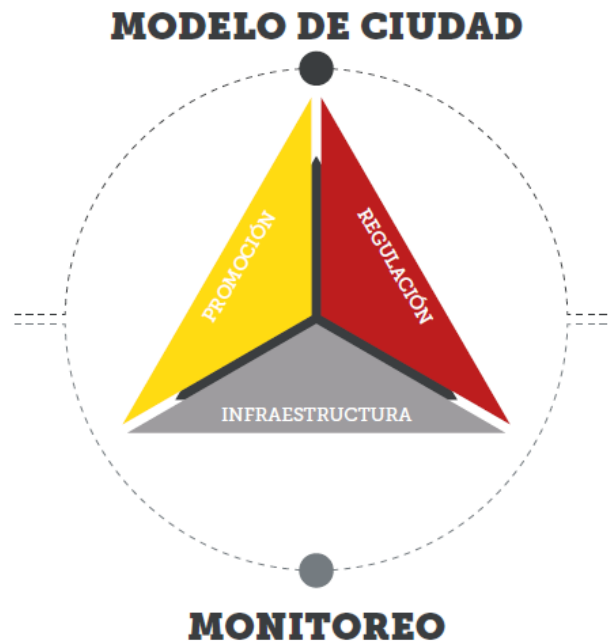 MODELO DE CIUDAD
PROMOCIÓN
REGULACIÓN
INFRAESTRUCTURA
MONITOREO